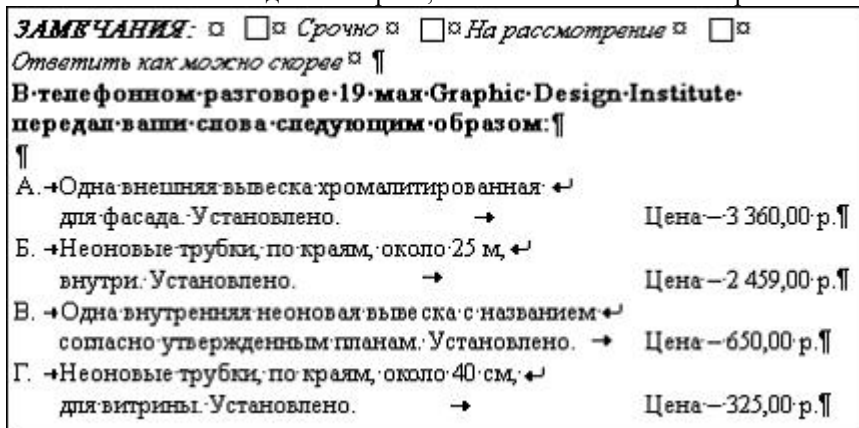 ЗАМЕЧАНИЯ: ¤ □¤ Срочно ¤ □¤ На рассмотрение ¤ □¤
Ответить как можно скорее ¤ ¶
В·телефонном·разговоре·19·мая·Graphic·Design·Institute·
передал·ваши·слова·следующим·образом:¶
¶
А.→Одна·внешняя·вывеска·хромалитированная·↵
для·фасада.·Установлено. → Цена·–·3 360,00·р.¶
Б.→Неоновые·трубки,·по·краям,·около·25 м,↵
внутри.·Установлено. → Цена·–·2 459,00·р.¶
В.→Одна·внутренняя·неоновая·вывеска·с·названием·↵
согласно·утвержденным·планам.·Установлено. → Цена·–·650,00·р.¶
Г.→Неоновые·трубки,·по·краям,·около·40·см,·↵
для·витрины.·Установлено. → Цена·–·325,00·р.¶